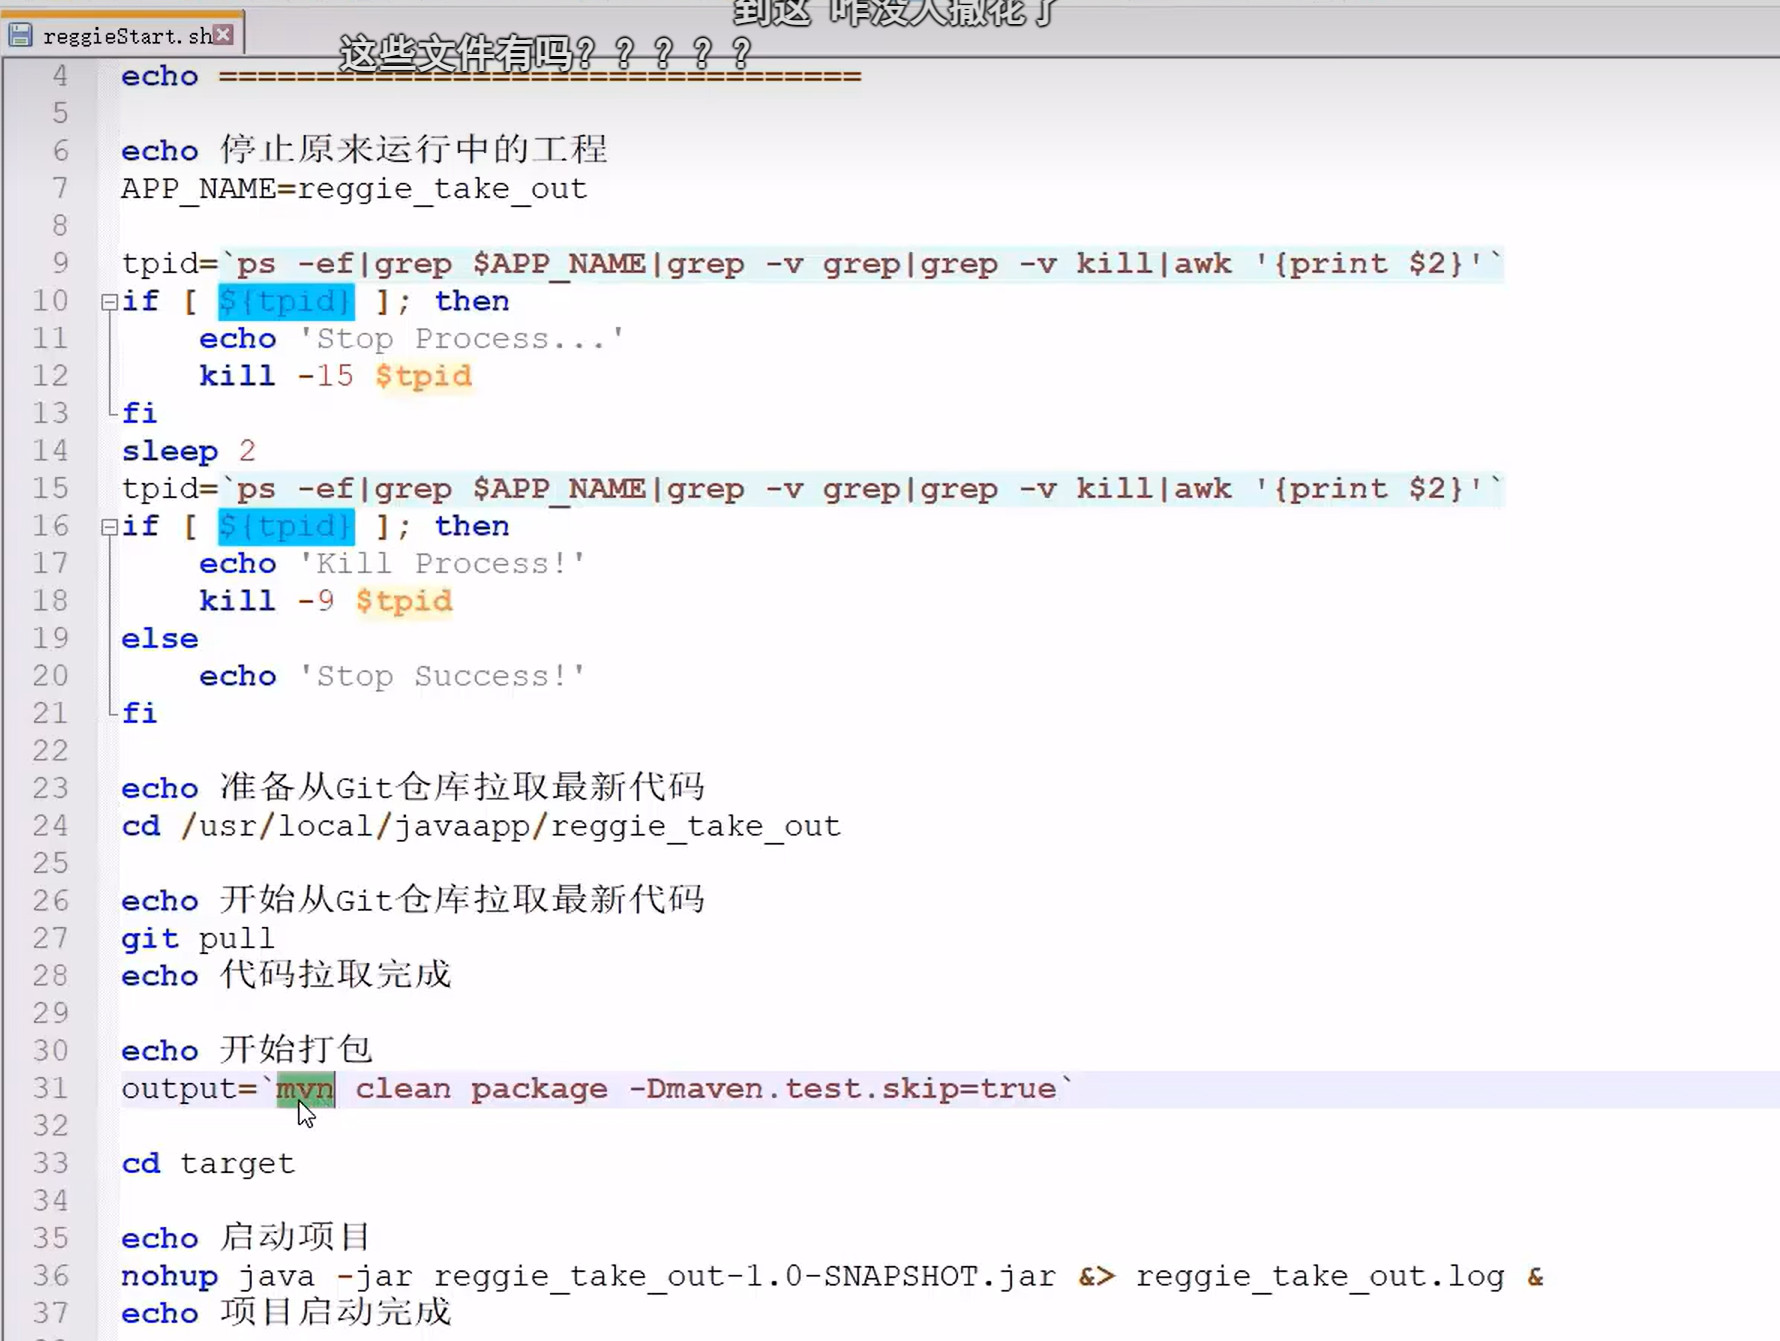 到这 咋没人撒花了
reggieStart.sh
这些文件有吗？？？？？
4 echo =================================
5
6 echo 停止原来运行中的工程
7 APP_NAME=reggie_take_out
8
9 tpid=`ps -ef|grep $APP_NAME|grep -v grep|grep -v kill|awk '{print $2}'`
10 if [ ${tpid} ]; then
11 echo 'Stop Process...'
12 kill -15 $tpid
13 fi
14 sleep 2
15 tpid=`ps -ef|grep $APP_NAME|grep -v grep|grep -v kill|awk '{print $2}'`
16 if [ ${tpid} ]; then
17 echo 'Kill Process!'
18 kill -9 $tpid
19 else
20 echo 'Stop Success!'
21 fi
22
23 echo 准备从Git仓库拉取最新代码
24 cd /usr/local/javaapp/reggie_take_out
25
26 echo 开始从Git仓库拉取最新代码
27 git pull
28 echo 代码拉取完成
29
30 echo 开始打包
31 output=`mvn clean package -Dmaven.test.skip=true`
32
33 cd target
34
35 echo 启动项目
36 nohup java -jar reggie_take_out-1.0-SNAPSHOT.jar &> reggie_take_out.log &
37 echo 项目启动完成